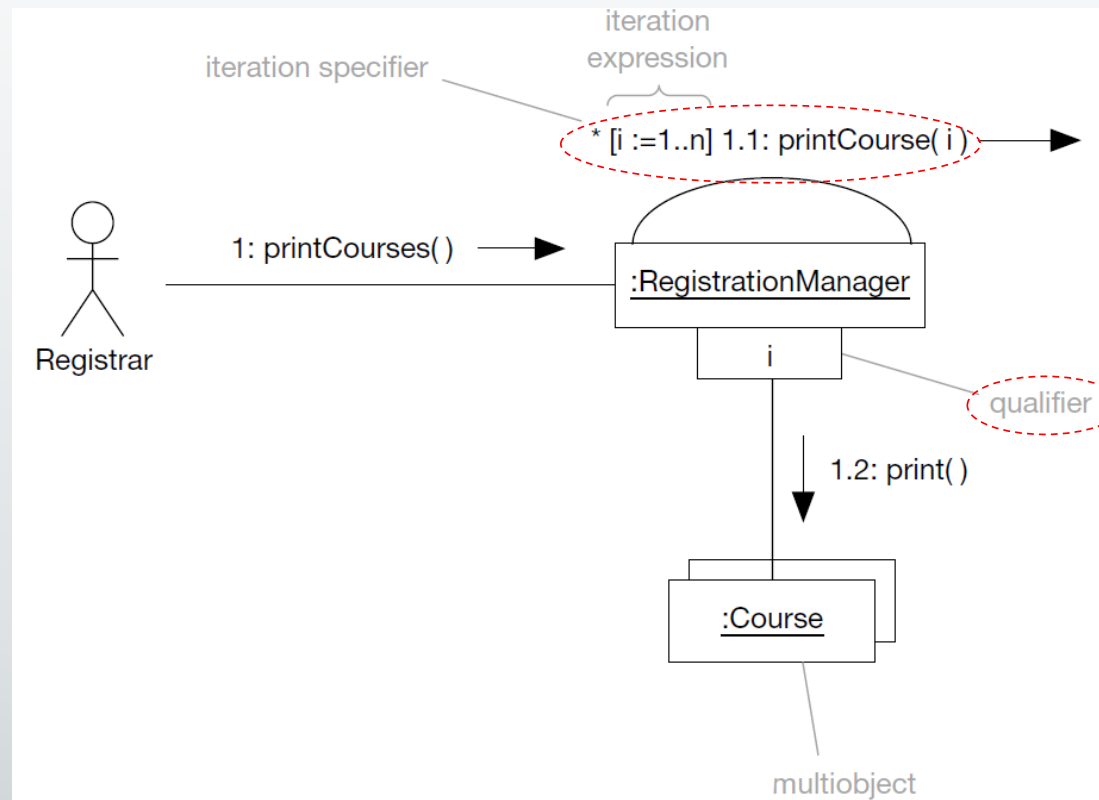 iteration
expression
iteration specifier
* [i :=1..n] 1.1: printCourse( i )
1: printCourses( )
:RegistrationManager
Registrar
i
qualifier
1.2: print( )
:Course
multiobject